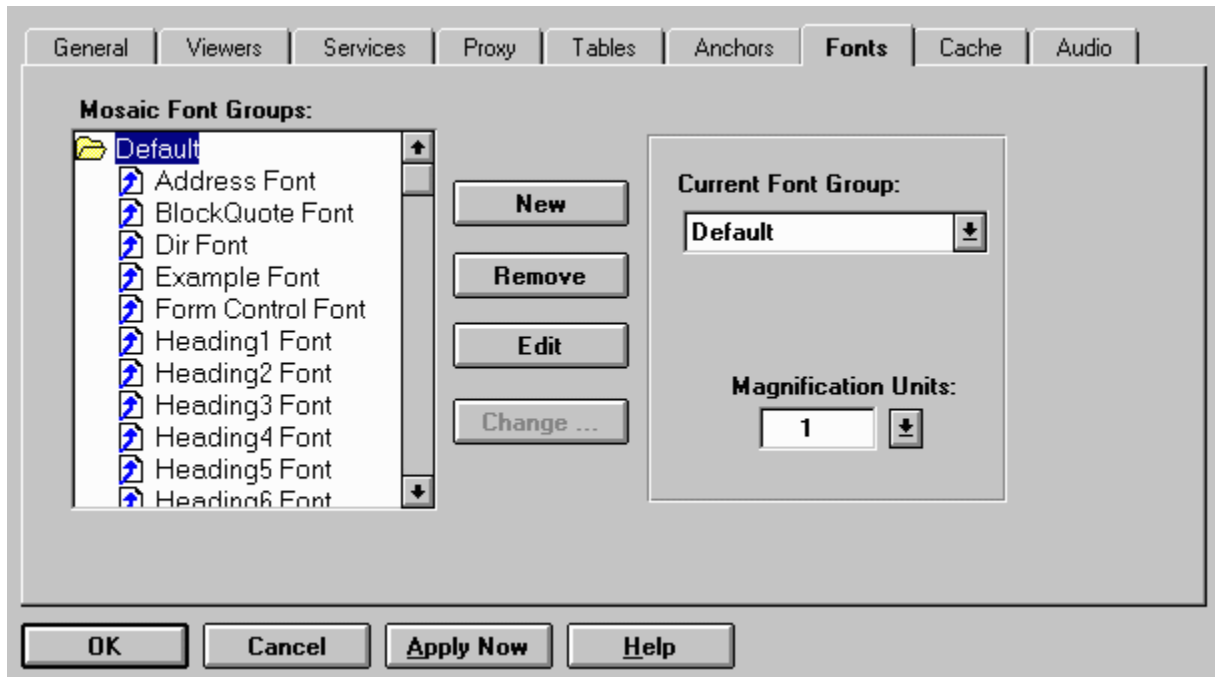 General Viewers Services Proxy Tables Anchors Fonts Cache Audio
Mosaic Font Groups:
Default
Address Font
BlockQuote Font
Dir Font
Example Font
Form Control Font
Heading1 Font
Heading2 Font
Heading3 Font
Heading4 Font
Heading5 Font
Heading6 Font
New
Remove
Edit
Change ...
Current Font Group:
Default
Magnification Units:
1
OK Cancel Apply Now Help